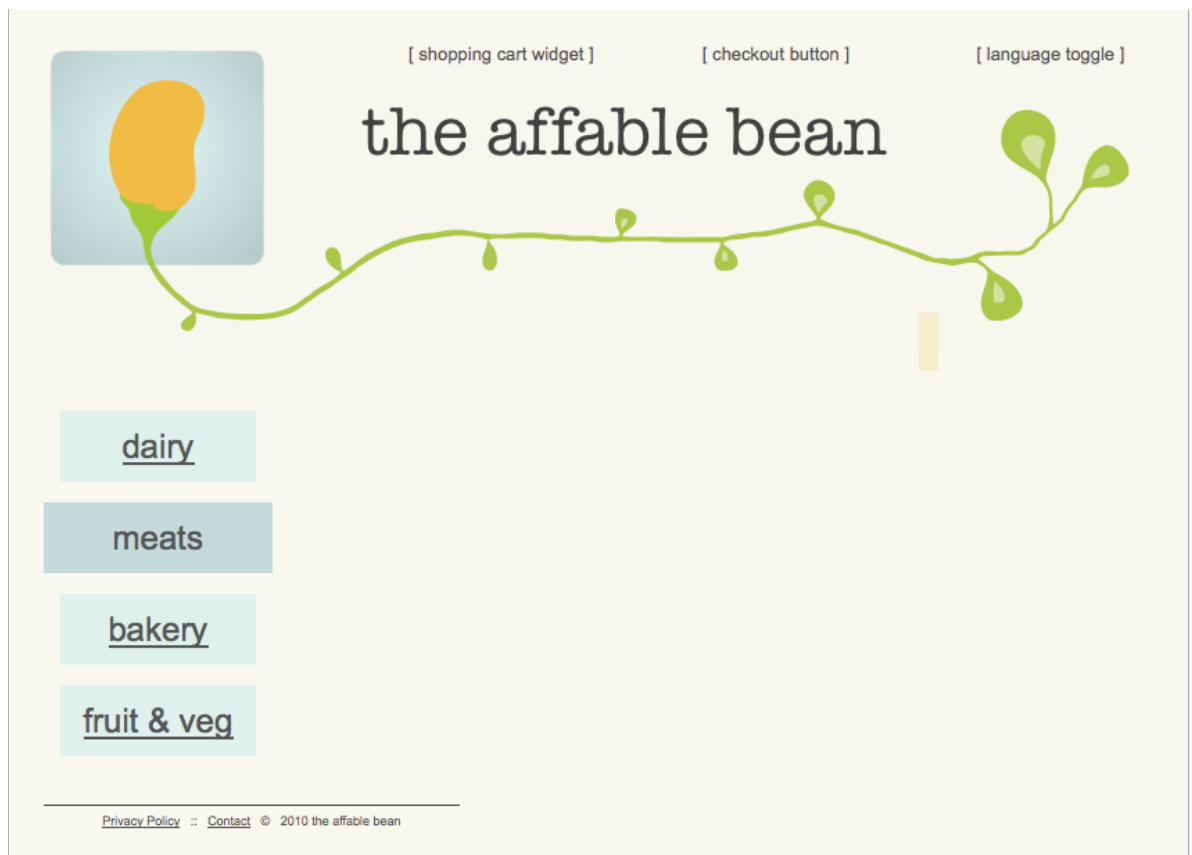 [ shopping cart widget ] [ checkout button ] [ language toggle ]
the affable bean
dairy
meats
bakery
fruit & veg
Privacy Policy :: Contact © 2010 the affable bean